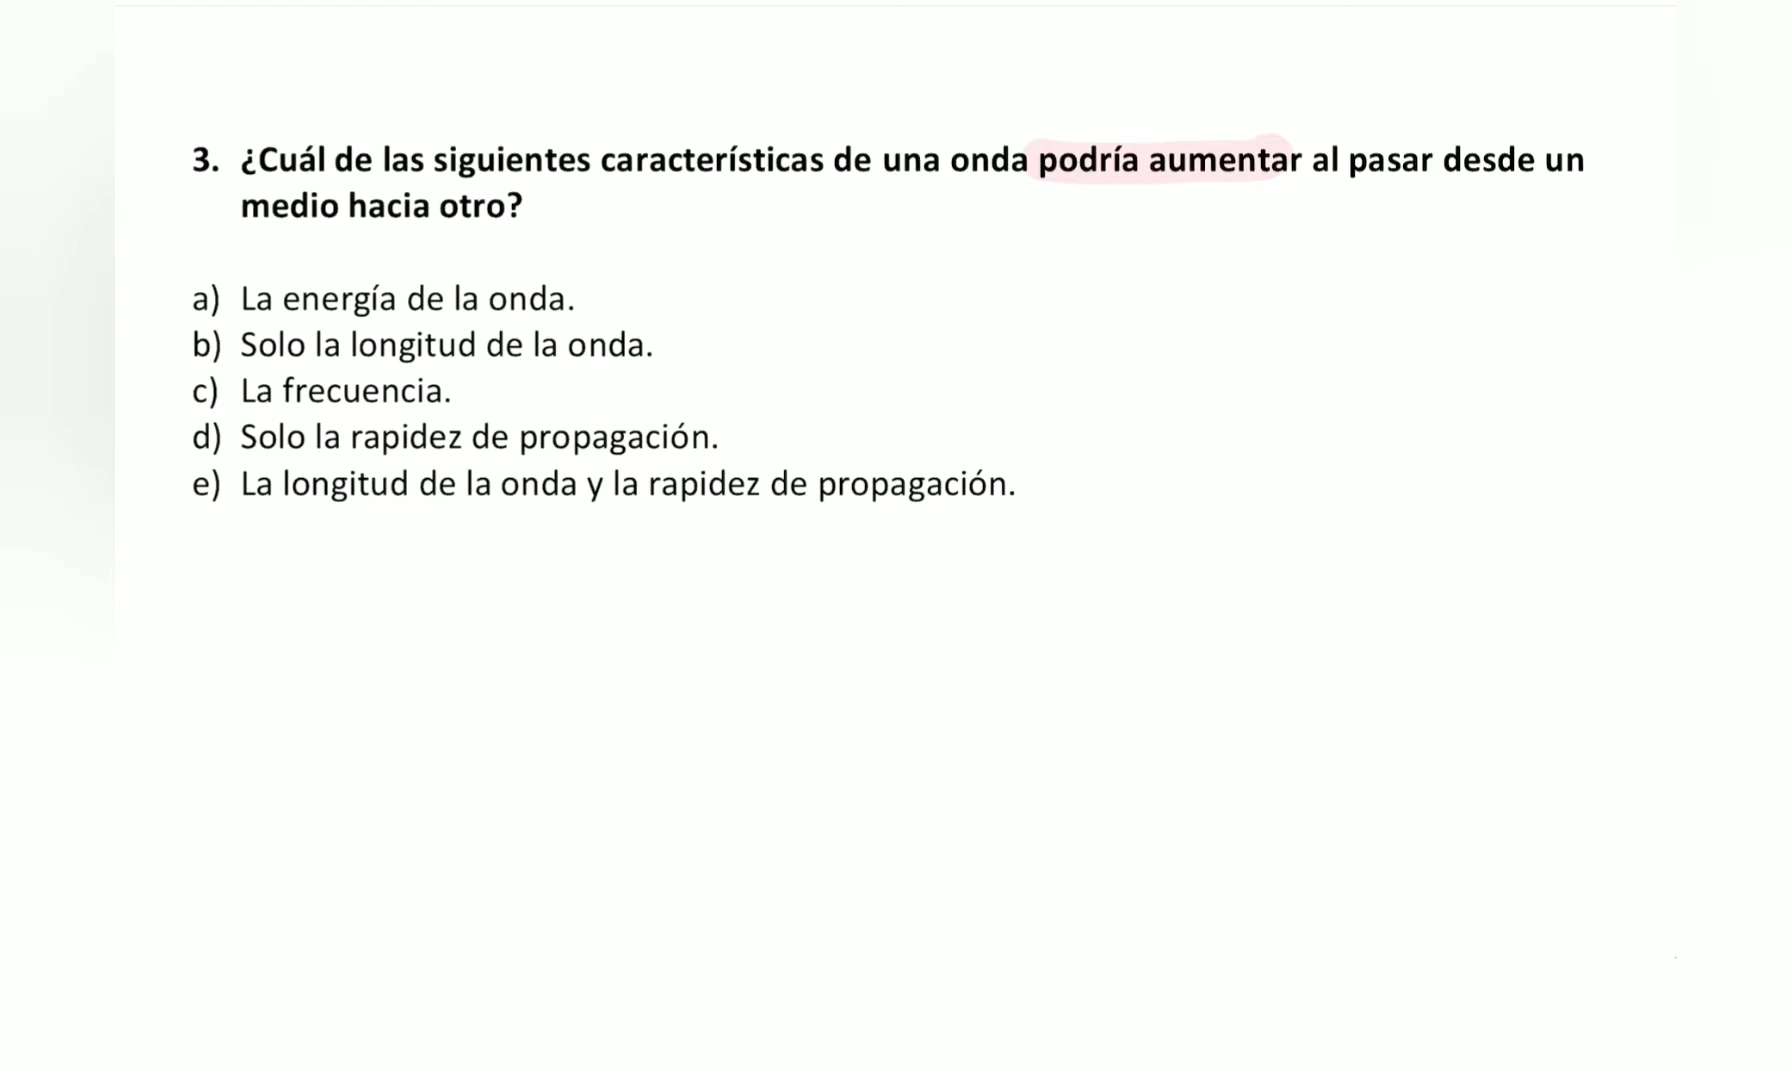 3. ¿Cuál de las siguientes características de una onda podría aumentar al pasar desde un
medio hacia otro?
a) La energía de la onda.
b) Solo la longitud de la onda.
c) La frecuencia.
d) Solo la rapidez de propagación.
e) La longitud de la onda y la rapidez de propagación.